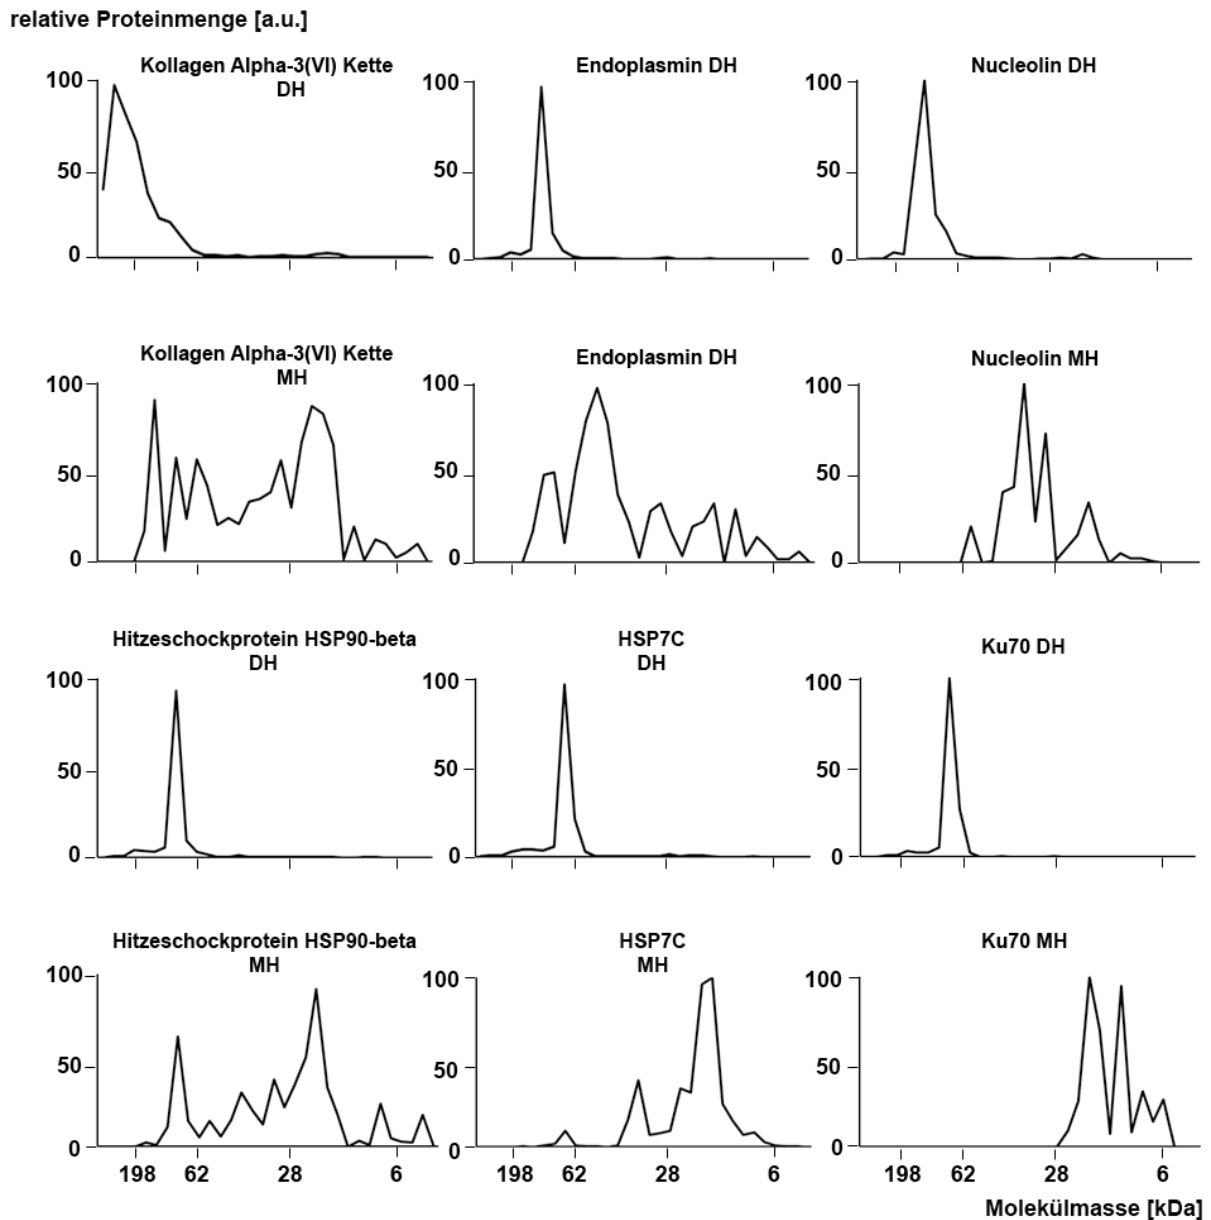 relative Proteinmenge [a.u.]
Kollagen Alpha-3(VI) Kette
DH
100
50
0
Endoplasmin DH
100
50
0
Nucleolin DH
100
50
0
Kollagen Alpha-3(VI) Kette
MH
100
50
0
Endoplasmin DH
100
50
0
Nucleolin MH
100
50
0
Hitzeschockprotein HSP90-beta
DH
100
50
0
HSP7C
DH
100
50
0
Ku70 DH
100
50
0
Hitzeschockprotein HSP90-beta
MH
100
50
0
198 62 28 6
HSP7C
MH
100
50
0
198 62 28 6
Ku70 MH
100
50
0
198 62 28 6
Molekülmasse [kDa]